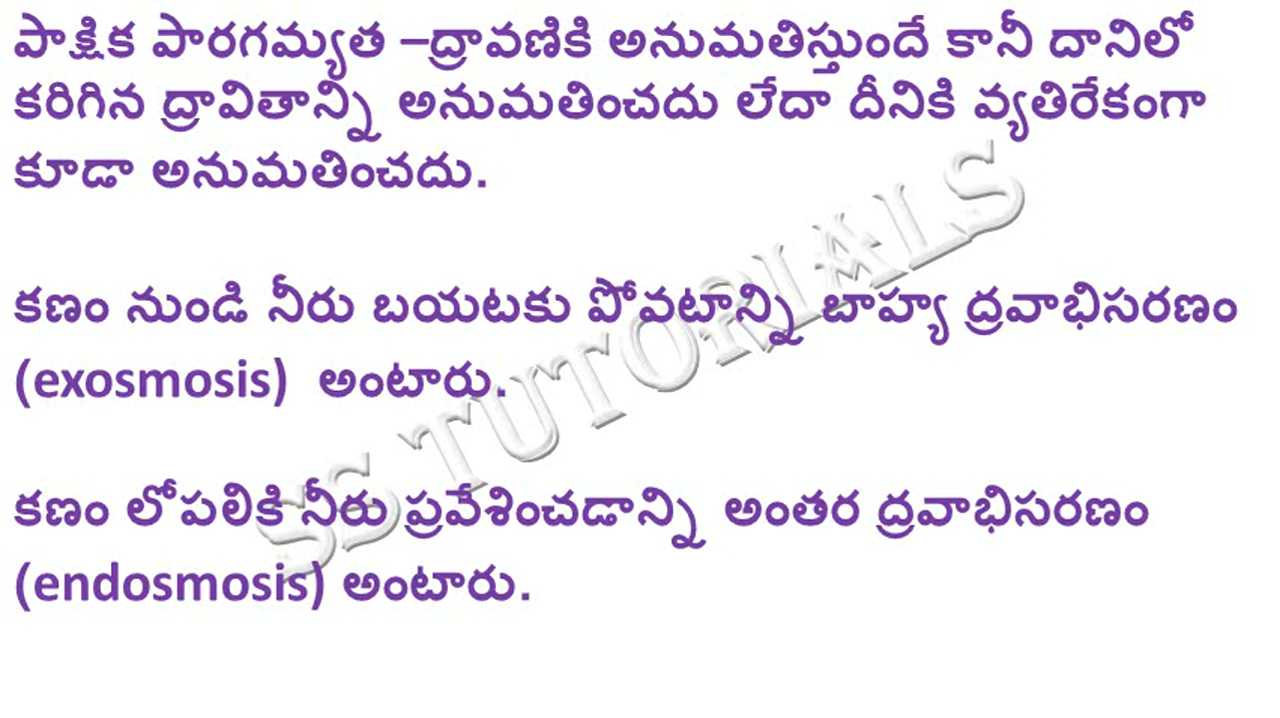 పాక్షిక పారగమ్యత –ద్రావణికి అనుమతిస్తుందే కానీ దానిలో
కరిగిన ద్రావితాన్ని అనుమతించదు లేదా దీనికి వ్యతిరేకంగా
కూడా అనుమతించదు.
కణం నుండి నీరు బయటకు పోవటాన్ని బాహ్య ద్రవాభిసరణం
(exosmosis) అంటారు.
కణం లోపలికి నీరు ప్రవేశించడాన్ని అంతర ద్రవాభిసరణం
(endosmosis) అంటారు.
SS TUTORIALS